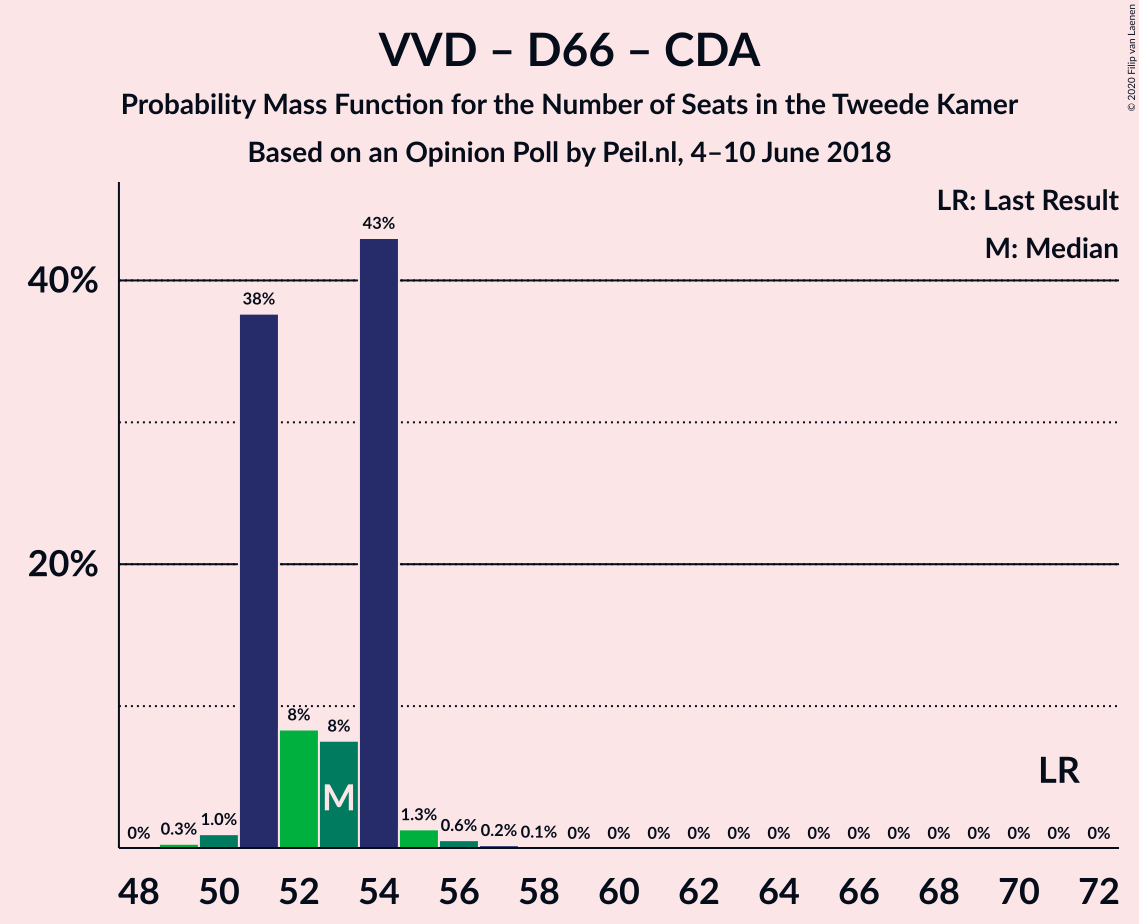 VVD – D66 – CDA
Probability Mass Function for the Number of Seats in the Tweede Kamer
Based on an Opinion Poll by Peil.nl, 4–10 June 2018
© 2020 Filip van Laenen
LR: Last Result
M: Median
40%
20%
0% 0.3% 1.0% 38% 8% 8% 43% 1.3% 0.6% 0.2% 0.1% 0% 0% 0% 0% 0% 0% 0% 0% 0% 0% 0% 0% 0% 0%
M
LR
48 50 52 54 56 58 60 62 64 66 68 70 72